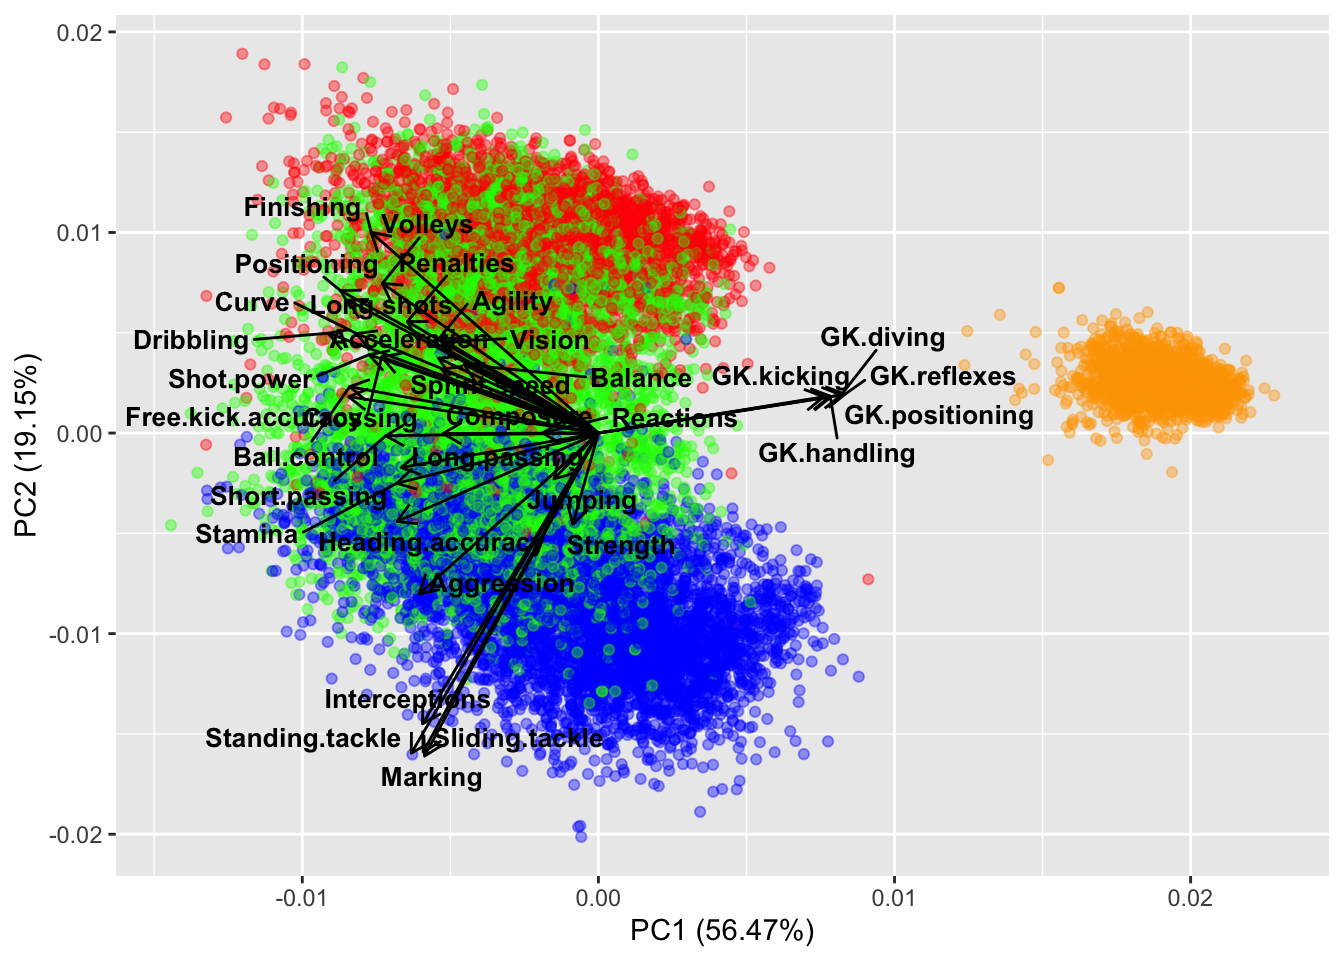 0.02
0.01
0.00
-0.01
-0.02
PC2 (19.15%)
Finishing
Volleys
Positioning
Penalties
Curve
Long.shots
Agility
Dribbling
Acceleration
Vision
GK.diving
Shot.power
Sprint.speed
Balance
GK.kicking
GK.reflexes
Free.kick.accuracy
Crossing
Composure
Reactions
GK.positioning
Ball.control
Long.passing
GK.handling
Short.passing
Jumping
Stamina
Heading.accuracy
Strength
Aggression
Interceptions
Standing.tackle
Sliding.tackle
Marking
-0.01
0.00
0.01
0.02
PC1 (56.47%)